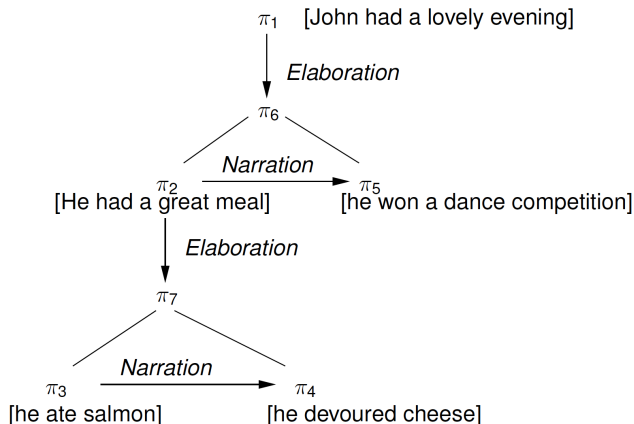 π1 [John had a lovely evening]
Elaboration
π6
Narration
π2 π5
[He had a great meal] [he won a dance competition]
Elaboration
π7
Narration
π3 π4
[he ate salmon] [he devoured cheese]